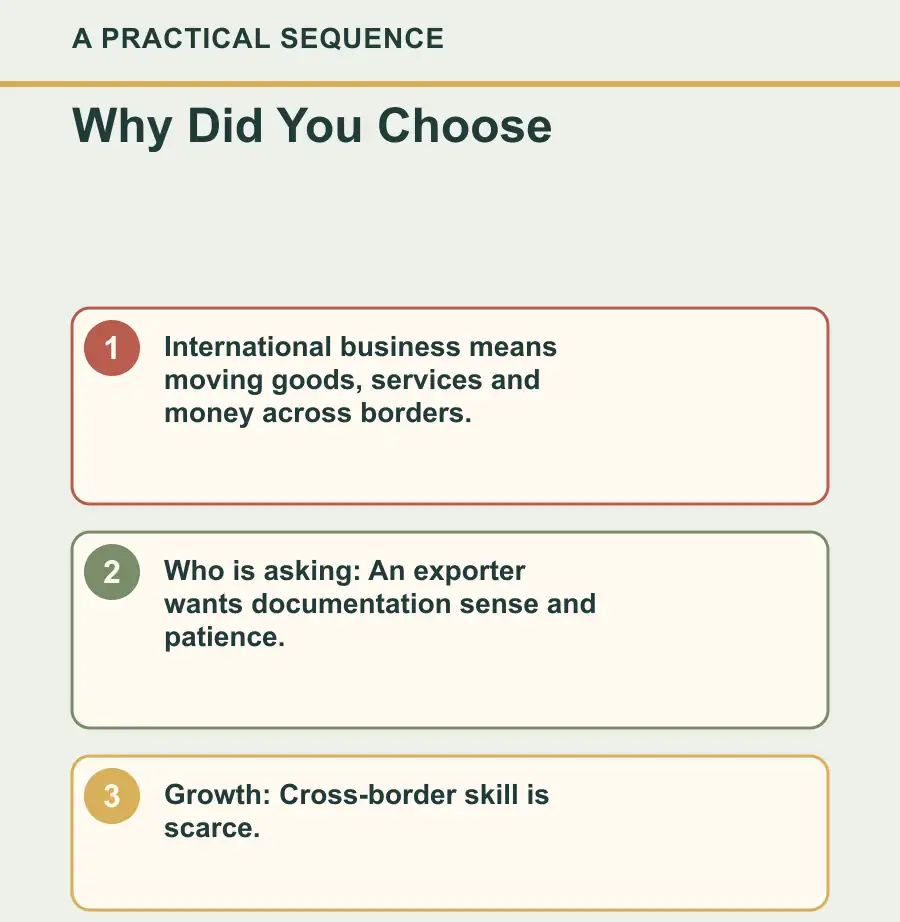 A PRACTICAL SEQUENCE
Why Did You Choose
1
International business means
moving goods, services and
money across borders.
2
Who is asking: An exporter
wants documentation sense and
patience.
3
Growth: Cross-border skill is
scarce.